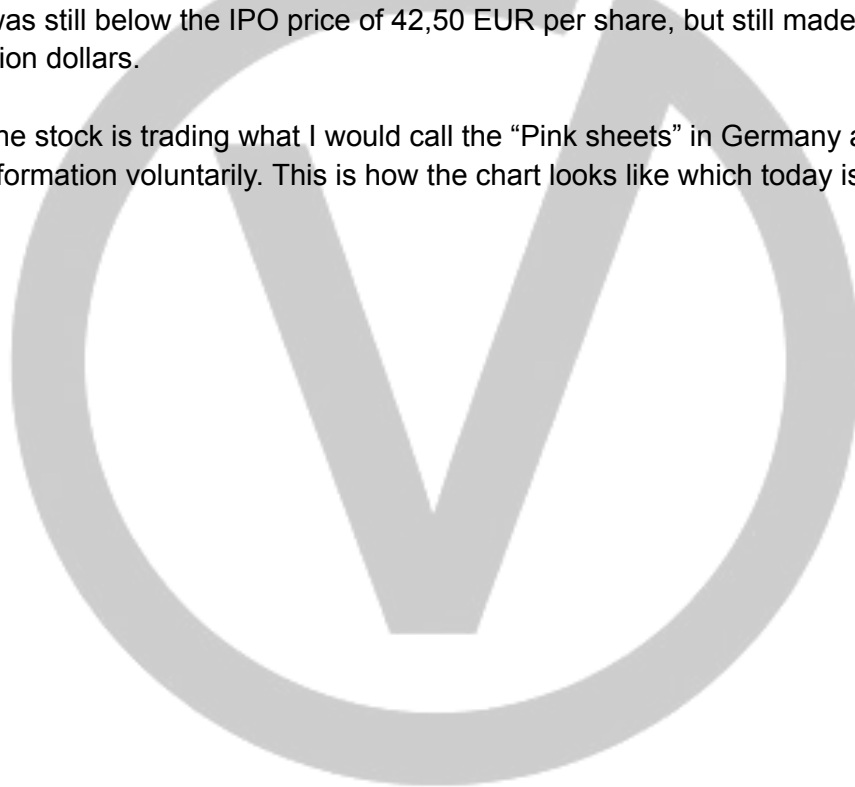 was still below the IPO price of 42,50 EUR per share, but still made
ion dollars.
he stock is trading what I would call the “Pink sheets” in Germany a
formation voluntarily. This is how the chart looks like which today is